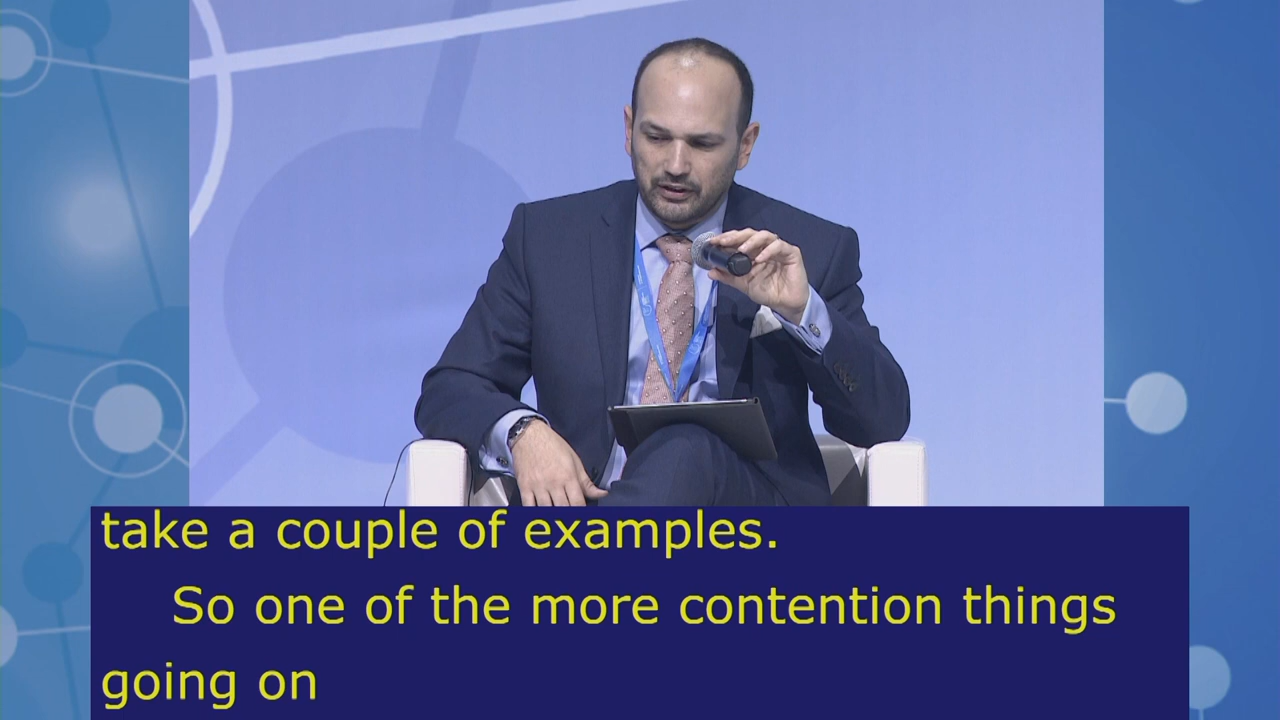 take a couple of examples.
So one of the more contention things
going on